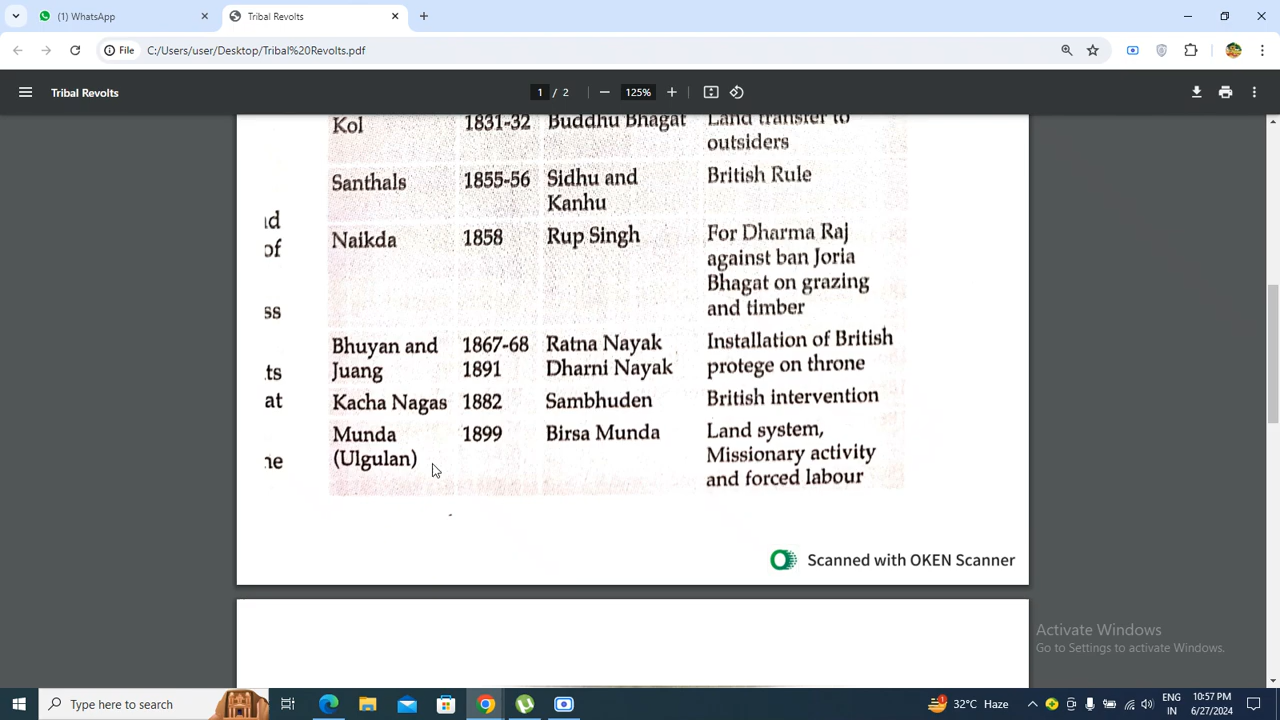 (1) WhatsApp
Tribal Revolts
File C:/Users/user/Desktop/Tribal%20Revolts.pdf
Tribal Revolts
1 / 2
125%
Kol 1831-32 Buddhu Bhagat Land transfer to
outsiders
Santhals 1855-56 Sidhu and British Rule
Kanhu
Naikda 1858 Rup Singh For Dharma Raj
against ban Joria
Bhagat on grazing
and timber
Bhuyan and 1867-68 Ratna Nayak Installation of British
Juang 1891 Dharni Nayak protege on throne
Kacha Nagas 1882 Sambhuden British intervention
Munda 1899 Birsa Munda Land system,
(Ulgulan) Missionary activity
and forced labour
of
ss
at
Scanned with OKEN Scanner
Activate Windows
Go to Settings to activate Windows.
Type here to search
32°C Haze
ENG
IN
10:57 PM
6/27/2024